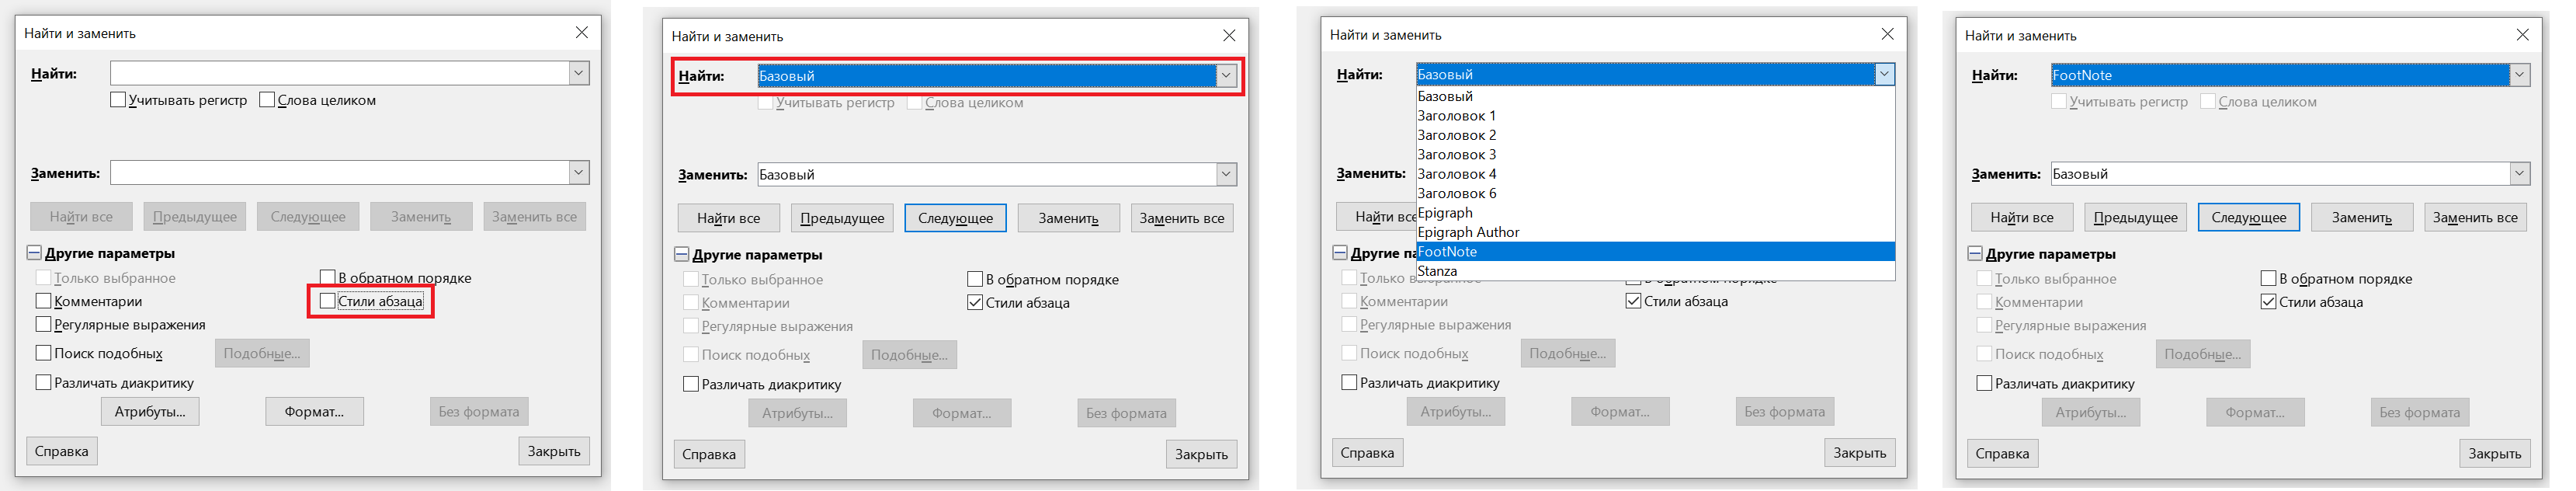 Найти и заменить
Найти:
Учитывать регистр Слова целиком
Заменить:
Найти все Предыдущее Следующее Заменить Заменить все
Другие параметры
Только выбранное В обратном порядке
Комментарии Стили абзаца
Регулярные выражения
Поиск подобных Подобные...
Различать диакритику
Атрибуты... Формат... Без формата
Справка Закрыть
Найти и заменить
Найти: Базовый
Учитывать регистр Слова целиком
Заменить: Базовый
Найти все Предыдущее Следующее Заменить Заменить все
Другие параметры
Только выбранное В обратном порядке
Комментарии Стили абзаца
Регулярные выражения
Поиск подобных Подобные...
Различать диакритику
Атрибуты... Формат... Без формата
Справка Закрыть
Найти и заменить
Найти: Базовый
Базовый
Заголовок 1
Заголовок 2
Заголовок 3
Заменить: Заголовок 4
Заголовок 6
Найти все Epigraph
Epigraph Author
Другие па FootNote
Только выбранное Stanza В обратном порядке
Комментарии Стили абзаца
Регулярные выражения
Поиск подобных Подобные...
Различать диакритику
Атрибуты... Формат... Без формата
Справка Закрыть
Найти и заменить
Найти: FootNote
Учитывать регистр Слова целиком
Заменить: Базовый
Найти все Предыдущее Следующее Заменить Заменить все
Другие параметры
Только выбранное В обратном порядке
Комментарии Стили абзаца
Регулярные выражения
Поиск подобных Подобные...
Различать диакритику
Атрибуты... Формат... Без формата
Справка Закрыть